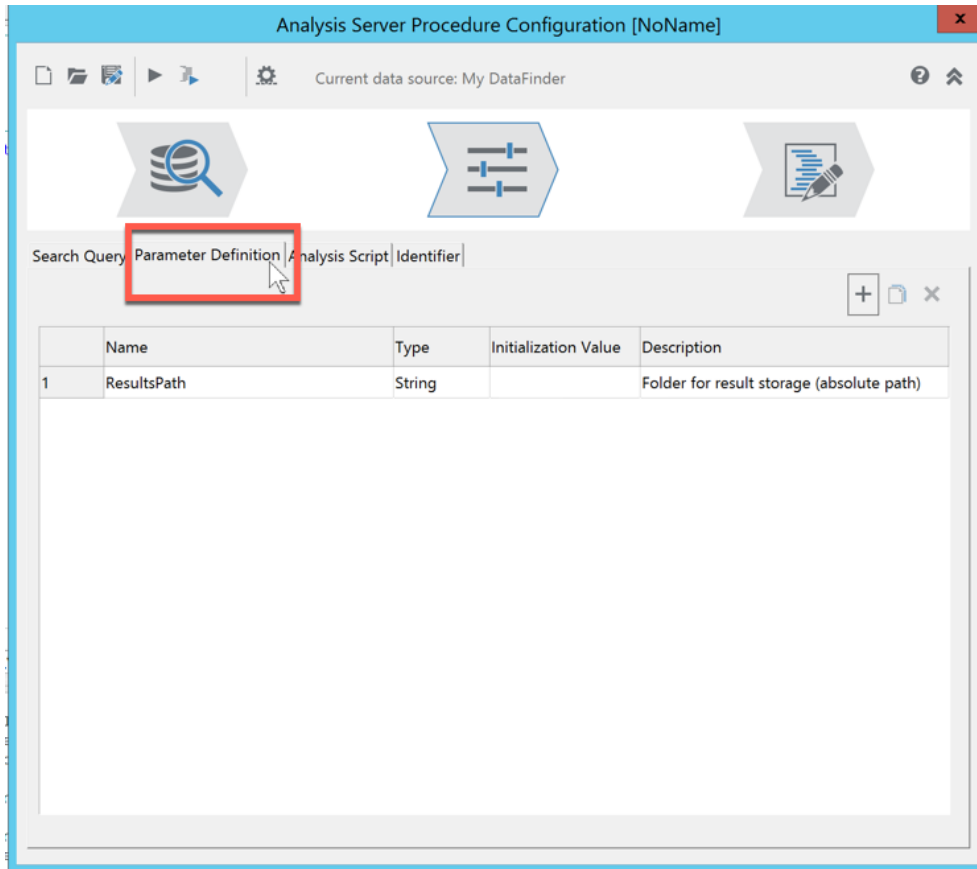 Analysis Server Procedure Configuration [NoName]
x
Current data source: My DataFinder
Search Query Parameter Definition Analysis Script Identifier
Name Type Initialization Value Description
1 ResultsPath String Folder for result storage (absolute path)